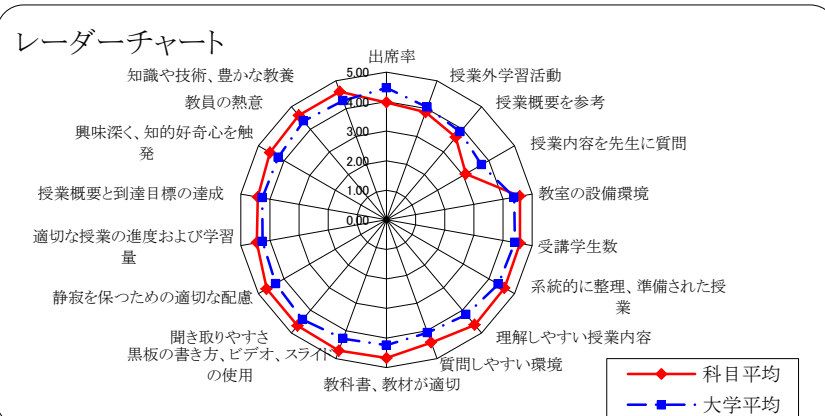 レーダーチャート
出席率
授業外学習活動
授業概要を参考
授業内容を先生に質問
教室の設備環境
受講学生数
系統的に整理、準備された授
業
理解しやすい授業内容
質問しやすい環境
教科書、教材が適切
黒板の書き方、ビデオ、スライド
の使用
聞き取りやすさ
静寂を保つための適切な配慮
適切な授業の進度および学習
量
授業概要と到達目標の達成
興味深く、知的好奇心を触
発
教員の熱意
知識や技術、豊かな教養
5.00
4.00
3.00
2.00
1.00
0.00
科目平均
大学平均